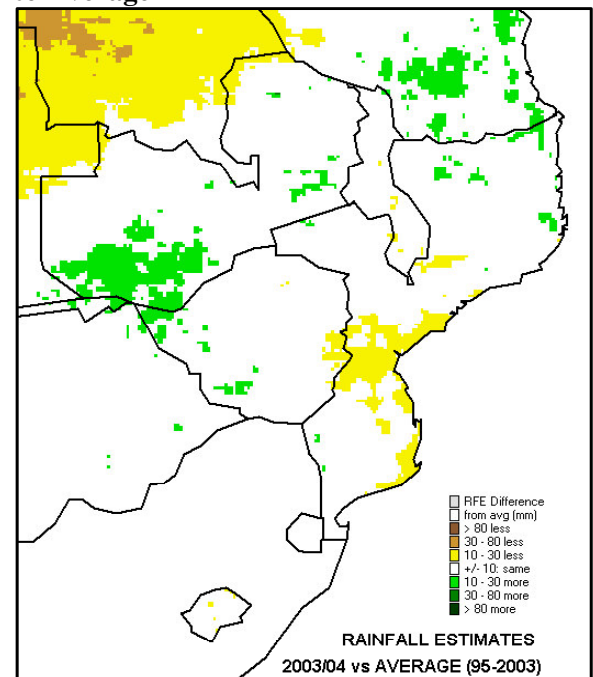 RFE Difference
from avg (mm)
> 80 less
30 - 80 less
10 - 30 less
+/- 10: same
10 - 30 more
30 - 80 more
> 80 more
RAINFALL ESTIMATES
2003/04 vs AVERAGE (95-2003)